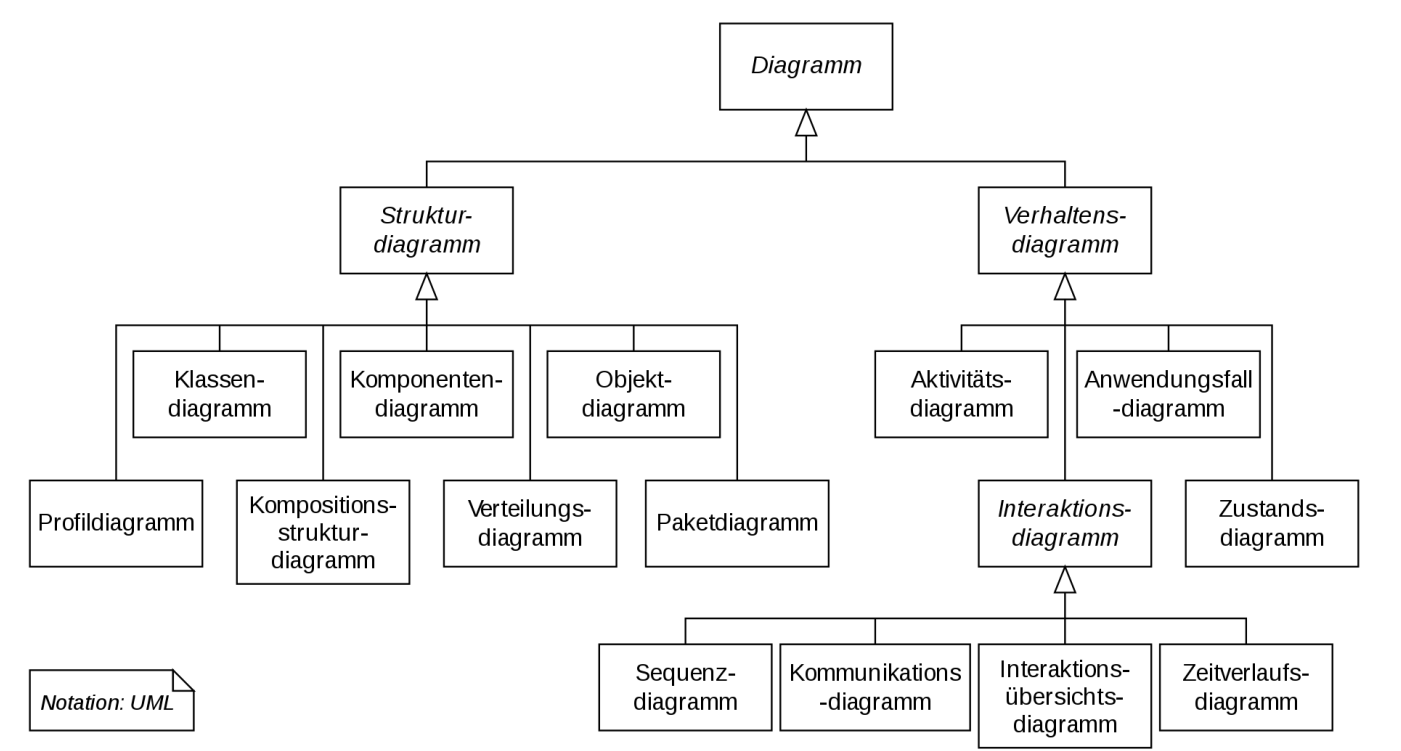 Diagramm
Struktur-
diagramm
Verhaltens-
diagramm
Klassen-
diagramm
Komponenten-
diagramm
Objekt-
diagramm
Aktivitäts-
diagramm
Anwendungsfall
-diagramm
Profildiagramm
Kompositions-
struktur-
diagramm
Verteilungs-
diagramm
Paketdiagramm
Interaktions-
diagramm
Zustands-
diagramm
Sequenz-
diagramm
Kommunikations
-diagramm
Interaktions-
übersichts-
diagramm
Zeitverlaufs-
diagramm
Notation: UML